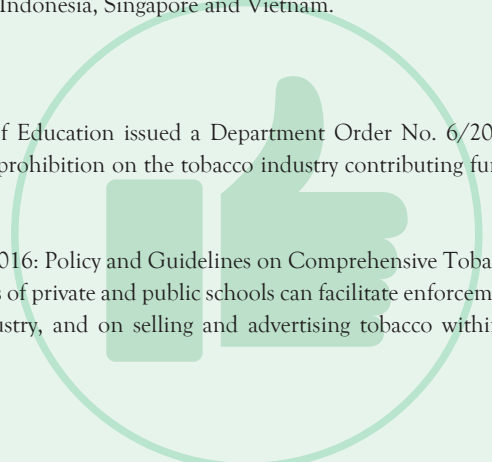 Indonesia, Singapore and Vietnam.
f Education issued a Department Order No. 6/20
prohibition on the tobacco industry contributing fu
016: Policy and Guidelines on Comprehensive Toba
s of private and public schools can facilitate enforcem
ustry, and on selling and advertising tobacco withi